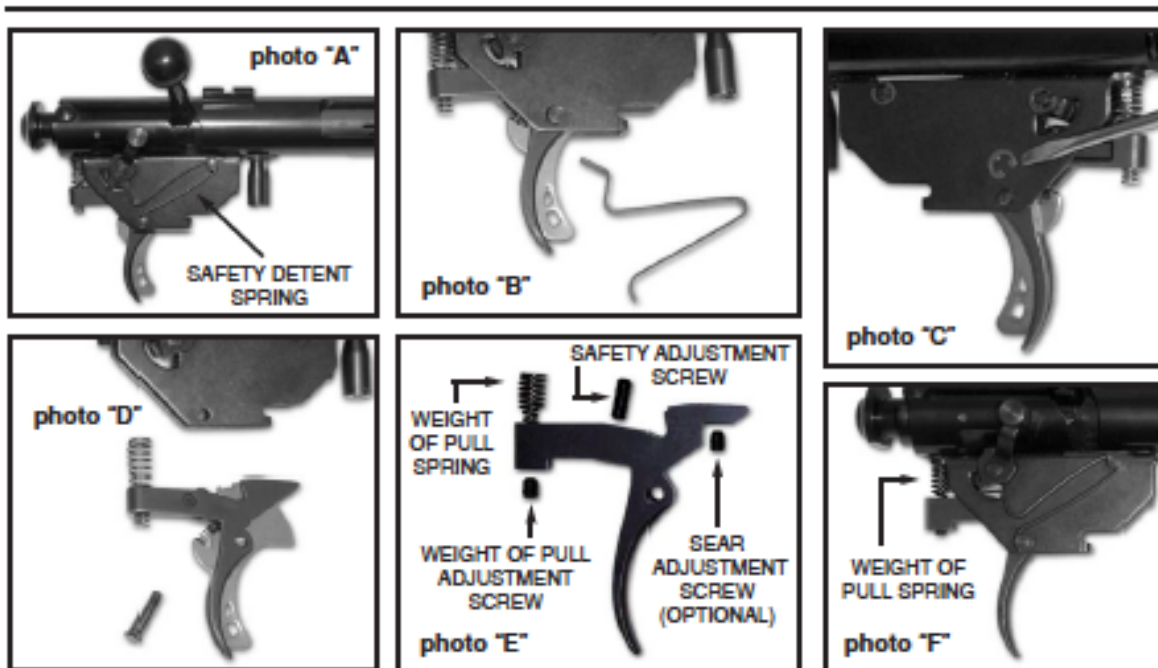 photo "A"
SAFETY DETENT
SPRING
photo "B"
photo "C"
photo "D"
WEIGHT
OF PULL
SPRING
SAFETY ADJUSTMENT
SCREW
WEIGHT OF PULL
ADJUSTMENT
SCREW
SEAR
ADJUSTMENT
SCREW
(OPTIONAL)
photo "E"
WEIGHT OF
PULL SPRING
photo "F"